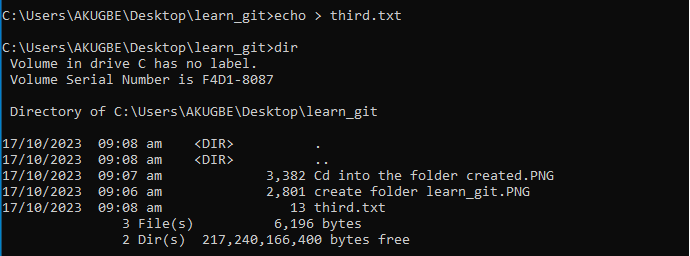 C:\Users\AKUGBE\Desktop\learn_git>echo > third.txt
C:\Users\AKUGBE\Desktop\learn_git>dir
 Volume in drive C has no label.
 Volume Serial Number is F4D1-8087
 Directory of C:\Users\AKUGBE\Desktop\learn_git
17/10/2023  09:08 am    <DIR>          .
17/10/2023  09:08 am    <DIR>          ..
17/10/2023  09:07 am             3,382 Cd into the folder created.PNG
17/10/2023  09:06 am             2,801 create folder learn_git.PNG
17/10/2023  09:08 am                13 third.txt
               3 File(s)          6,196 bytes
               2 Dir(s)  217,240,166,400 bytes free